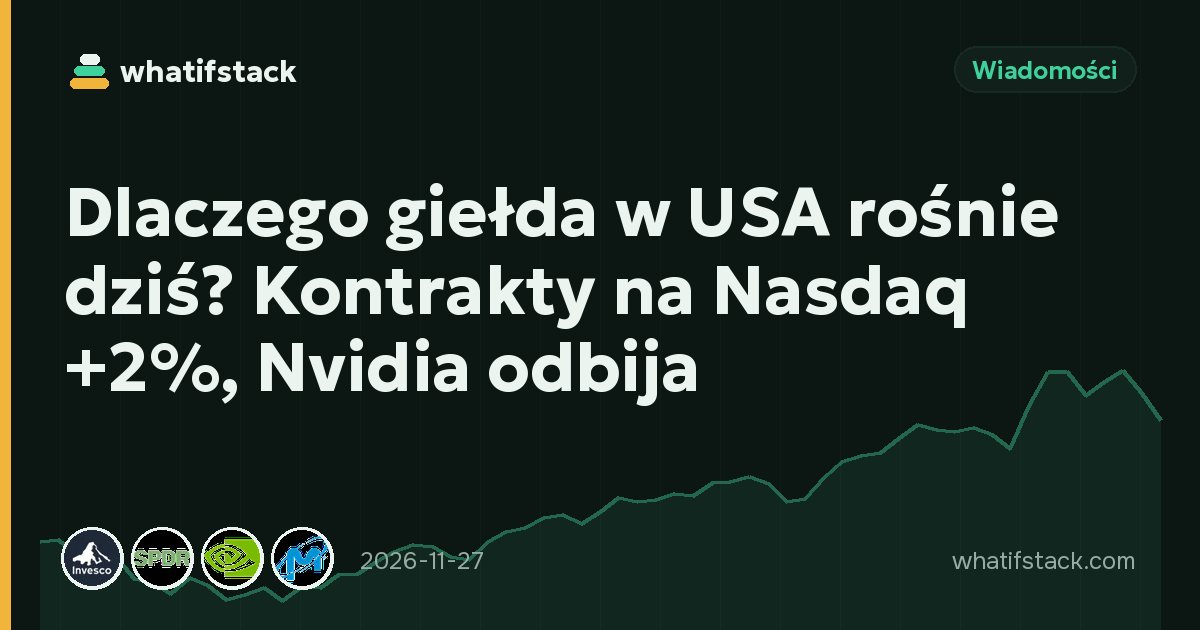 whatifstack
Wiadomości
Dlaczego giełda w USA rośnie
dziś? Kontrakty na Nasdaq
+2%, Nvidia odbija
Invesco
SPDR
M
2026-11-27
whatifstack.com